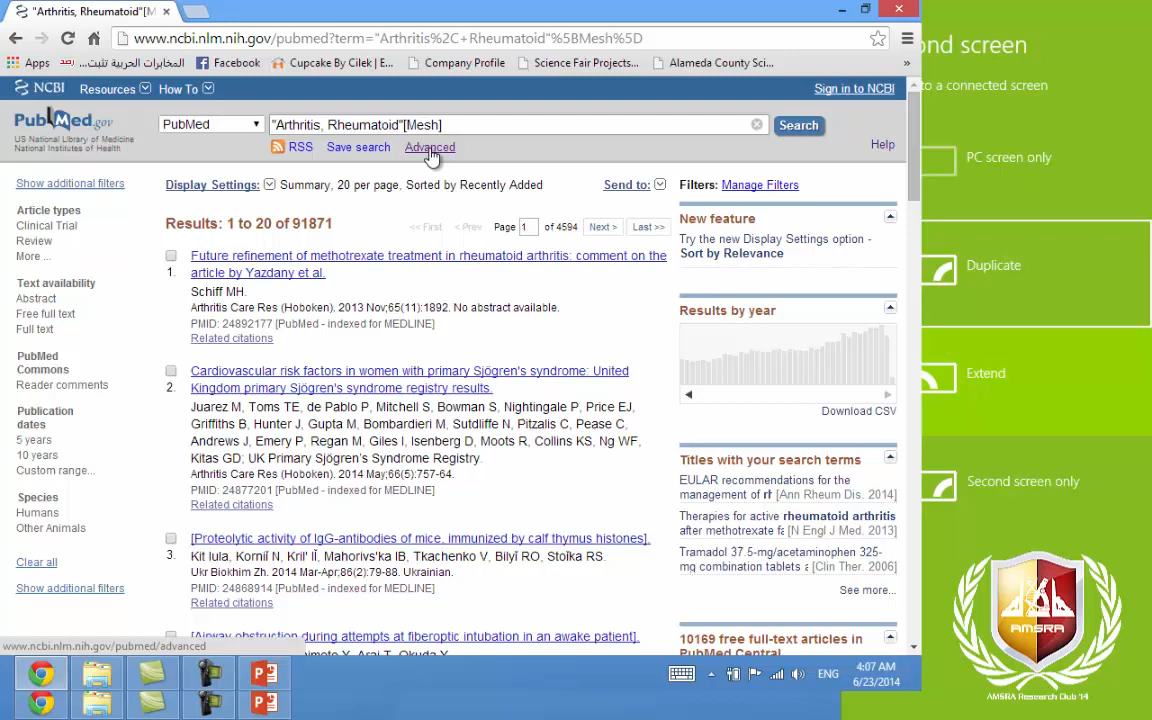 "Arthritis, Rheumatoid"[M
www.ncbi.nlm.nih.gov/pubmed?term="Arthritis%2C+Rheumatoid"%5BMesh%5D
Apps
المخابرات الحربية تثبت... رصد
Facebook
Cupcake By Cilek | E...
Company Profile
Science Fair Projects...
Alameda County Sci...
»
NCBI Resources How To
Sign in to NCBI
PubMed.gov
US National Library of Medicine
National Institutes of Health
PubMed
"Arthritis, Rheumatoid"[Mesh]
Search
RSS Save search Advanced
Help
Show additional filters
Article types
Clinical Trial
Review
More ...
Text availability
Abstract
Free full text
Full text
PubMed
Commons
Reader comments
Publication
dates
5 years
10 years
Custom range...
Species
Humans
Other Animals
Clear all
Show additional filters
Display Settings: Summary, 20 per page, Sorted by Recently Added
Send to:
Results: 1 to 20 of 91871
<< First < Prev Page 1 of 4594 Next > Last >>
Future refinement of methotrexate treatment in rheumatoid arthritis: comment on the
1. article by Yazdany et al.
Schiff MH.
Arthritis Care Res (Hoboken). 2013 Nov;65(11):1892. No abstract available.
PMID: 24892177 [PubMed - indexed for MEDLINE]
Related citations
Cardiovascular risk factors in women with primary Sjögren's syndrome: United
2. Kingdom primary Sjögren's syndrome registry results.
Juarez M, Toms TE, de Pablo P, Mitchell S, Bowman S, Nightingale P, Price EJ,
Griffiths B, Hunter J, Gupta M, Bombardieri M, Sutdliffe N, Pitzalis C, Pease C,
Andrews J, Emery P, Regan M, Giles I, Isenberg D, Moots R, Collins KS, Ng WF,
Kitas GD; UK Primary Sjögren's Syndrome Registry.
Arthritis Care Res (Hoboken). 2014 May;66(5):757-64.
PMID: 24877201 [PubMed - indexed for MEDLINE]
Related citations
[Proteolytic activity of IgG-antibodies of mice, immunized by calf thymus histones].
3. Kit Iula, Korniĭ N, Kril' II, Mahorivs'ka IB, Tkachenko V, Bilyĭ RO, Stoĭka RS.
Ukr Biokhim Zh. 2014 Mar-Apr;86(2):79-88. Ukrainian.
PMID: 24868914 [PubMed - indexed for MEDLINE]
Related citations
[Airway obstruction during attempts at fiberoptic intubation in an awake patient].
Filters: Manage Filters
New feature
Try the new Display Settings option -
Sort by Relevance
Results by year
Download CSV
Titles with your search terms
EULAR recommendations for the
management of rh [Ann Rheum Dis. 2014]
Therapies for active rheumatoid arthritis
after methotrexate fa [N Engl J Med. 2013]
Tramadol 37.5-mg/acetaminophen 325-
mg combination tablets a [Clin Ther. 2006]
See more...
10169 free full-text articles in
PubMed Central
www.ncbi.nlm.nih.gov/pubmed/advanced
ENG
4:07 AM
6/23/2014
ond screen
to a connected screen
PC screen only
Duplicate
Extend
Second screen only
AMSRA
AMSRA Research Club '14